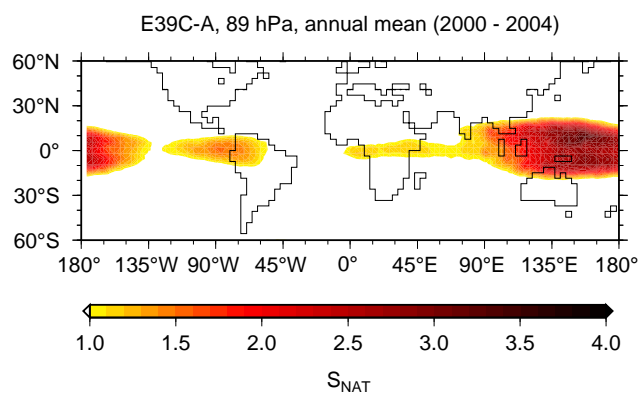 E39C-A, 89 hPa, annual mean (2000 - 2004)
60°N
30°N
0°
30°S
60°S
180° 135°W 90°W 45°W 0° 45°E 90°E 135°E 180°
1.0 1.5 2.0 2.5 3.0 3.5 4.0
S_NAT